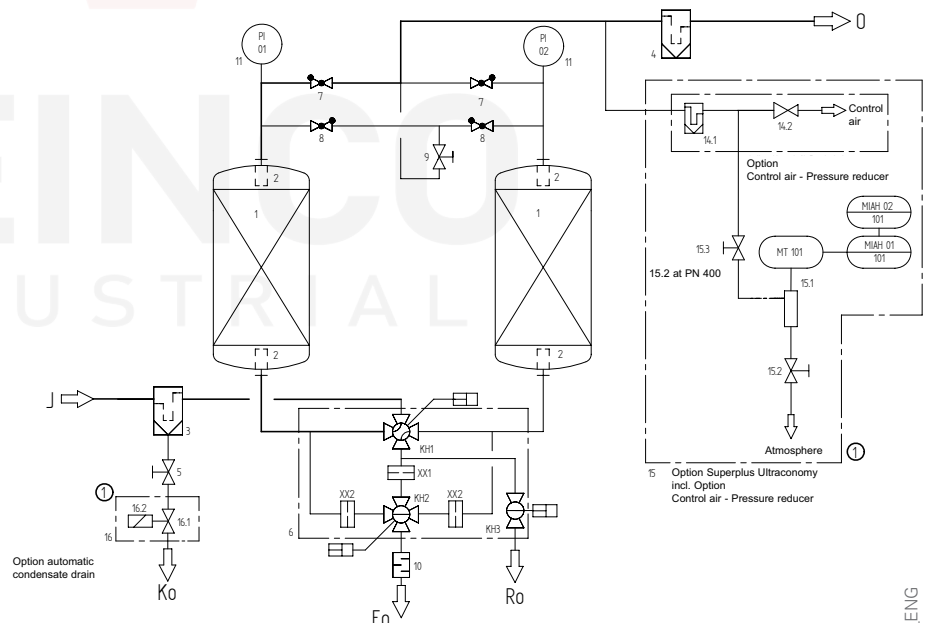 PI
01
11
PI
02
11
4
O
7
7
8
8
9
14.1
14.2
Control
air
Option
Control air - Pressure reducer
2
2
1
1
EINCO
USTRIAL
MIAH 02
101
MIAH 01
101
MT 101
15.3
15.2 at PN 400
15.1
15.2
2
2
J
3
KH1
Atmosphere
1
15
Option Superplus Ultraconomy
incl. Option
Control air - Pressure reducer
5
XX1
1
XX2
KH2
XX2
16.2
16.1
16
6
KH3
10
Option automatic
condensate drain
Ko
Ro
ENG